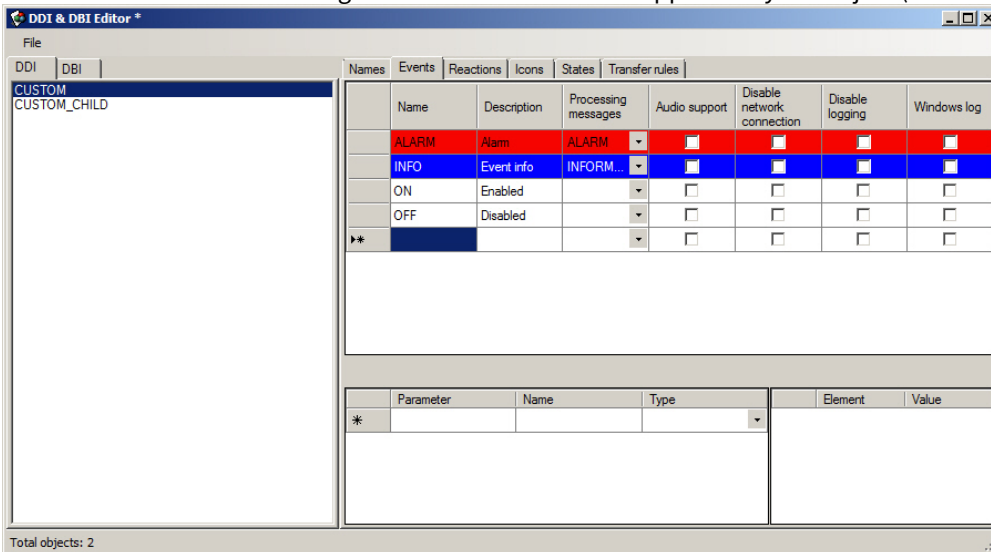 DDI & DBI Editor *
File
DDI DBI
Names Events Reactions Icons States Transfer rules
CUSTOM
CUSTOM_CHILD
Name Description Processing messages Audio support Disable network connection Disable logging Windows log
ALARM Alarm ALARM
INFO Event info INFORM...
ON Enabled
OFF Disabled
Parameter Name Type Element Value
Total objects: 2